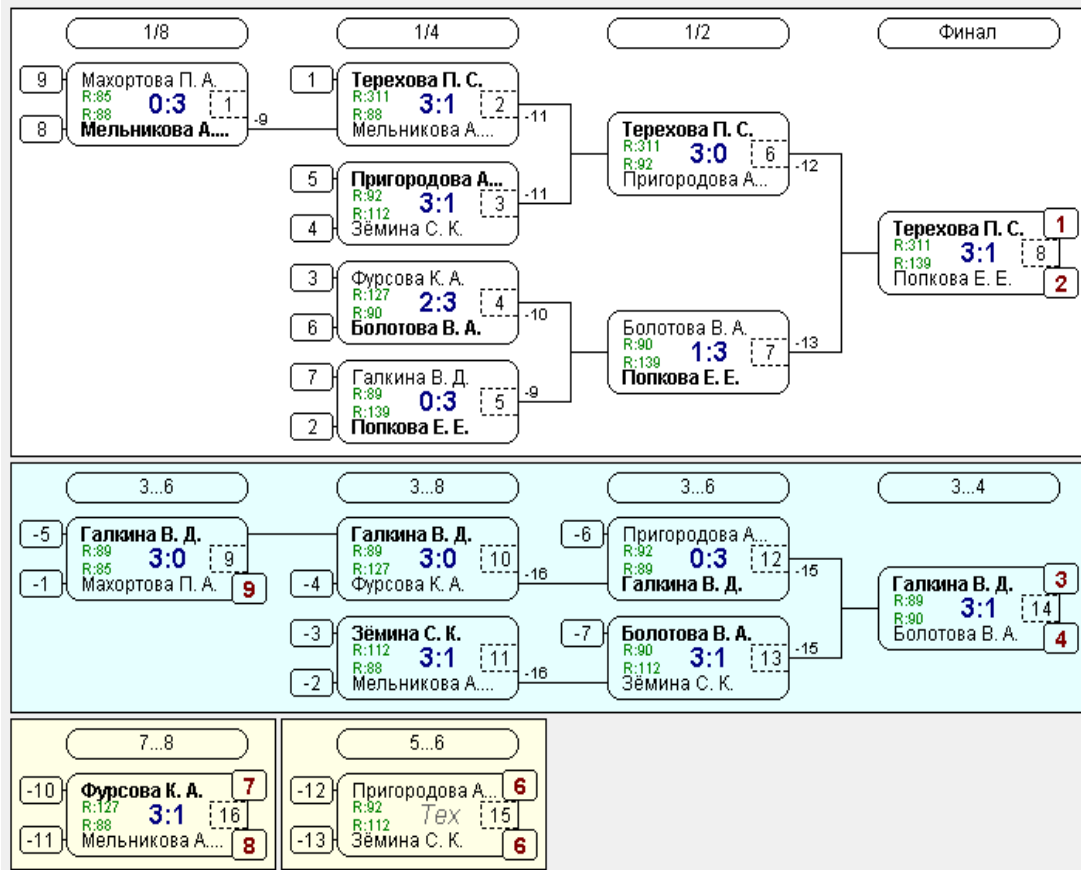 1/8 1/4 1/2 Финал
9 Махортова П. А. R:85 0:3 1
8 R:88 Мельникова А.... -9
1 Терехова П. С. R:311 3:1 2
R:88 Мельникова А.... -11
5 Пригородова А... R:92 3:1 3
4 R:112 Зёмина С. К. -11
3 Фурсова К. А. R:127 2:3 4
6 R:90 Болотова В. А. -10
7 Галкина В. Д. R:89 0:3 5
2 R:139 Попкова Е. Е. -9
Терехова П. С. R:311 3:0 6
R:92 Пригородова А... -12
Болотова В. А. R:90 1:3 7
R:139 Попкова Е. Е. -13
Терехова П. С. 1 R:311 3:1 8
R:139 Попкова Е. Е. 2
3...6 3...8 3...6 3...4
-5 Галкина В. Д. R:89 3:0 9
-1 R:85 Махортова П. А. 9
Галкина В. Д. R:89 3:0 10
-4 R:127 Фурсова К. А. -16
-3 Зёмина С. К. R:112 3:1 11
-2 R:88 Мельникова А.... -16
-6 Пригородова А... R:92 0:3 12
R:89 Галкина В. Д. -15
-7 Болотова В. А. R:90 3:1 13
R:112 Зёмина С. К. -15
Галкина В. Д. 3 R:89 3:1 14
R:90 Болотова В. А. 4
7...8 5...6
-10 Фурсова К. А. 7 R:127 3:1 16
-11 R:88 Мельникова А.... 8
-12 Пригородова А... 6 R:92 Тех 15
-13 R:112 Зёмина С. К. 6